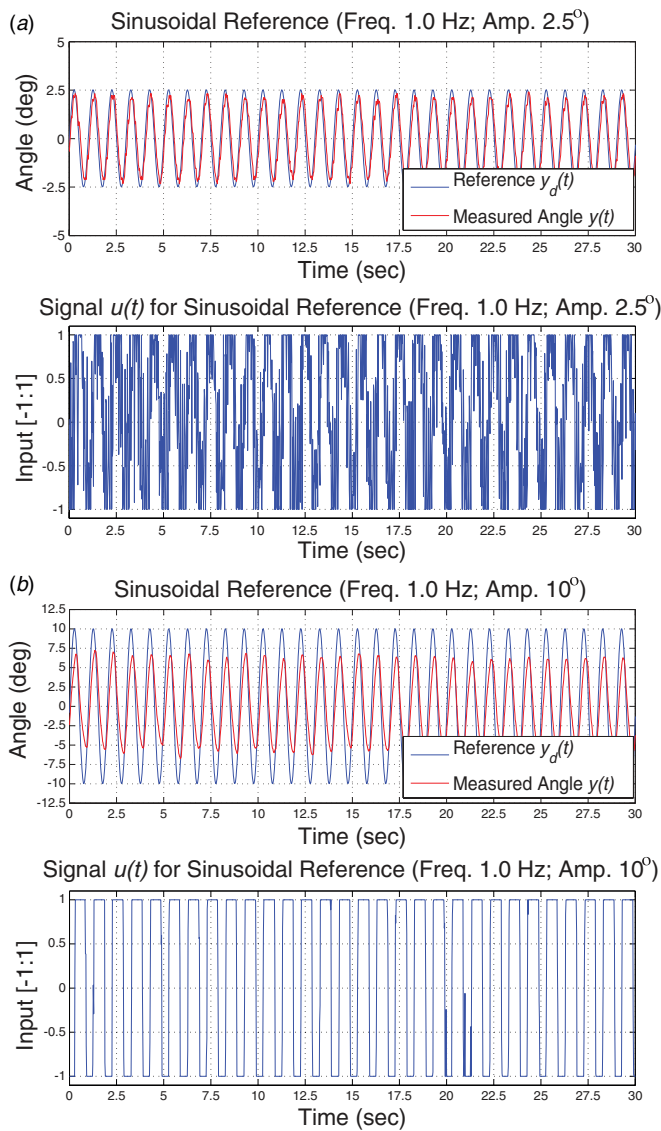 (a)
Sinusoidal Reference (Freq. 1.0 Hz; Amp. 2.5°)
Angle (deg)
5
2.5
0
-2.5
-5
Reference y_d(t)
Measured Angle y(t)
0 2.5 5 7.5 10 12.5 15 17.5 20 22.5 25 27.5 30
Time (sec)
Signal u(t) for Sinusoidal Reference (Freq. 1.0 Hz; Amp. 2.5°)
Input [-1:1]
1
0.5
0
-0.5
-1
0 2.5 5 7.5 10 12.5 15 17.5 20 22.5 25 27.5 30
Time (sec)
(b)
Sinusoidal Reference (Freq. 1.0 Hz; Amp. 10°)
Angle (deg)
12.5
10
7.5
5
2.5
0
-2.5
-5
-7.5
-10
-12.5
Reference y_d(t)
Measured Angle y(t)
0 2.5 5 7.5 10 12.5 15 17.5 20 22.5 25 27.5 30
Time (sec)
Signal u(t) for Sinusoidal Reference (Freq. 1.0 Hz; Amp. 10°)
Input [-1:1]
1
0.5
0
-0.5
-1
0 2.5 5 7.5 10 12.5 15 17.5 20 22.5 25 27.5 30
Time (sec)